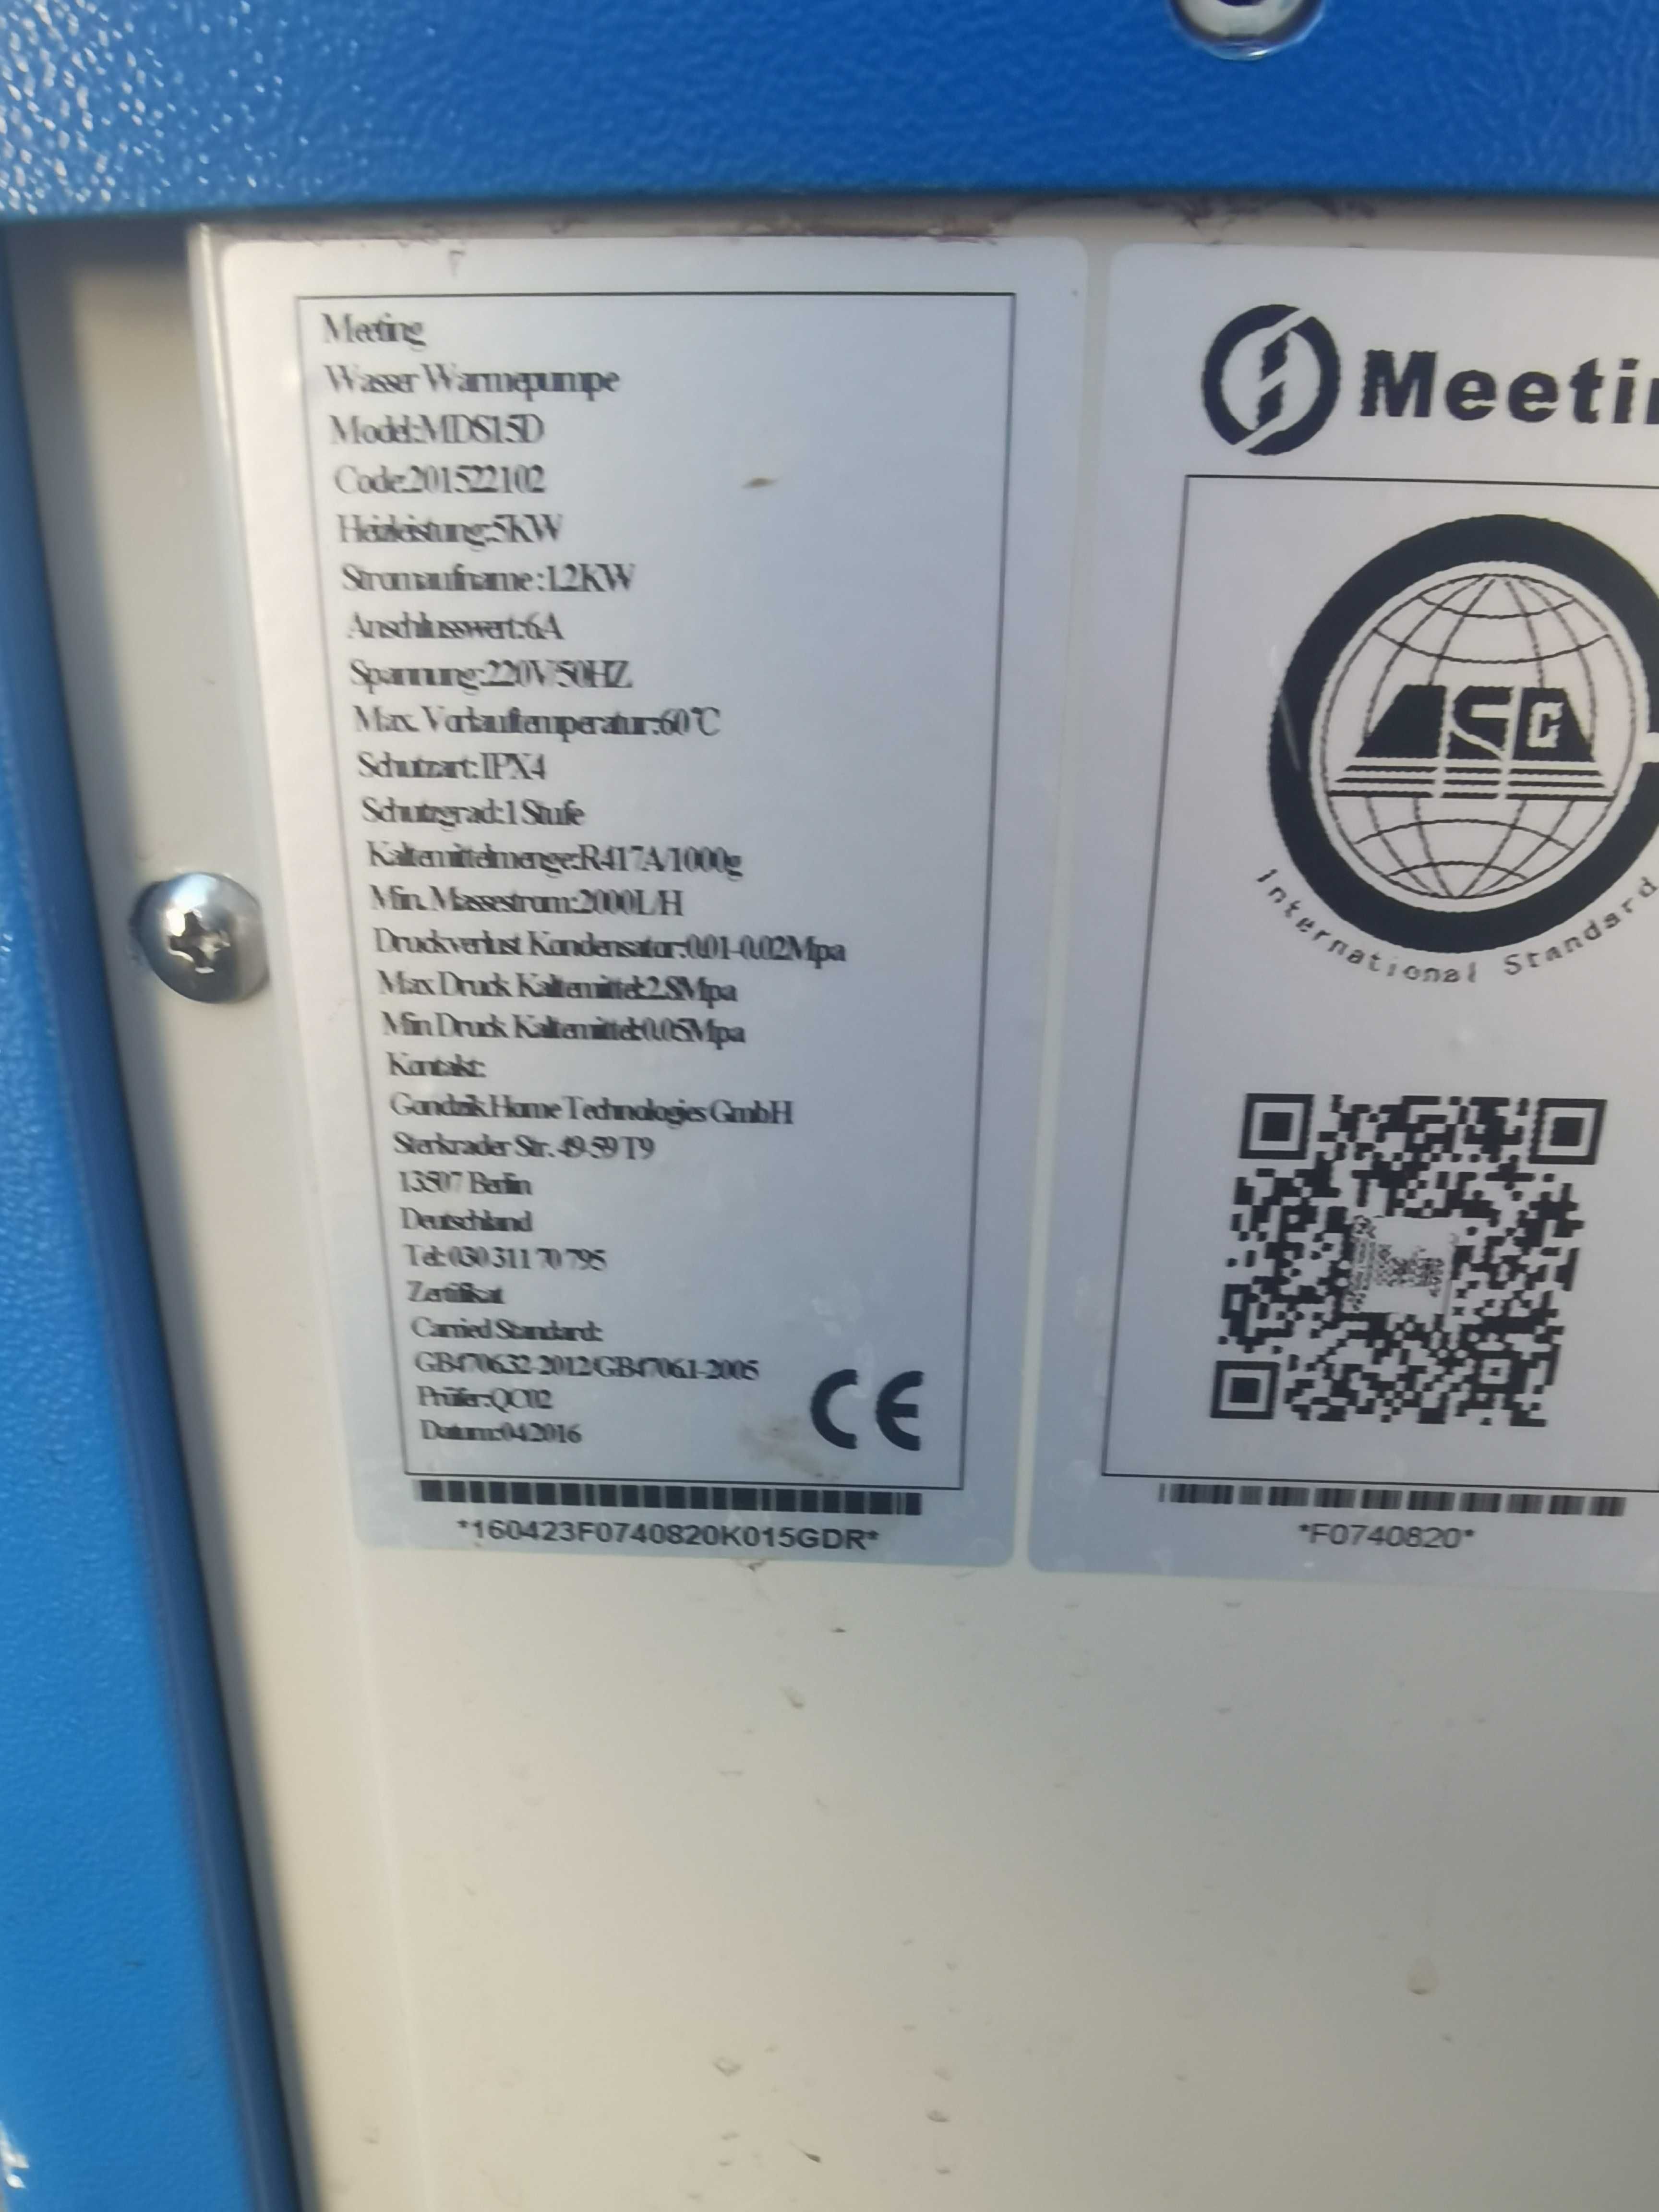 Meeting
Wasser Warmepumpe
Model:MDS15D
Code:201522102
Heizleistung:5KW
Stromaufname:1.2KW
Anschlusswert:6A
Spannung:220V/50HZ
Max. Vorlauftemperatur:60℃
Schutzart:IPX4
Schutzgrad:1 Stufe
Kaltemittelmenge:R417A/1000g
Min. Massestrom:2000L/H
Druckverlust Kondensator:0.01-0.02Mpa
Max Druck Kaltemittel:2.8Mpa
Min Druck Kaltemittel:0.05Mpa
Kontakt:
Gondzik Home Technologies GmbH
Sterkrader Str. 49-59 T9
13507 Berlin
Deutschland
Tel: 030 311 70 795
Zertifikat
Carried Standard:
GB4706.32-2012/GB4706.1-2005
Prüfer:QC02
Datum:04.2016
CE
*160423F0740820K015GDR*
Meetin
ASC
International Standard
*F0740820*